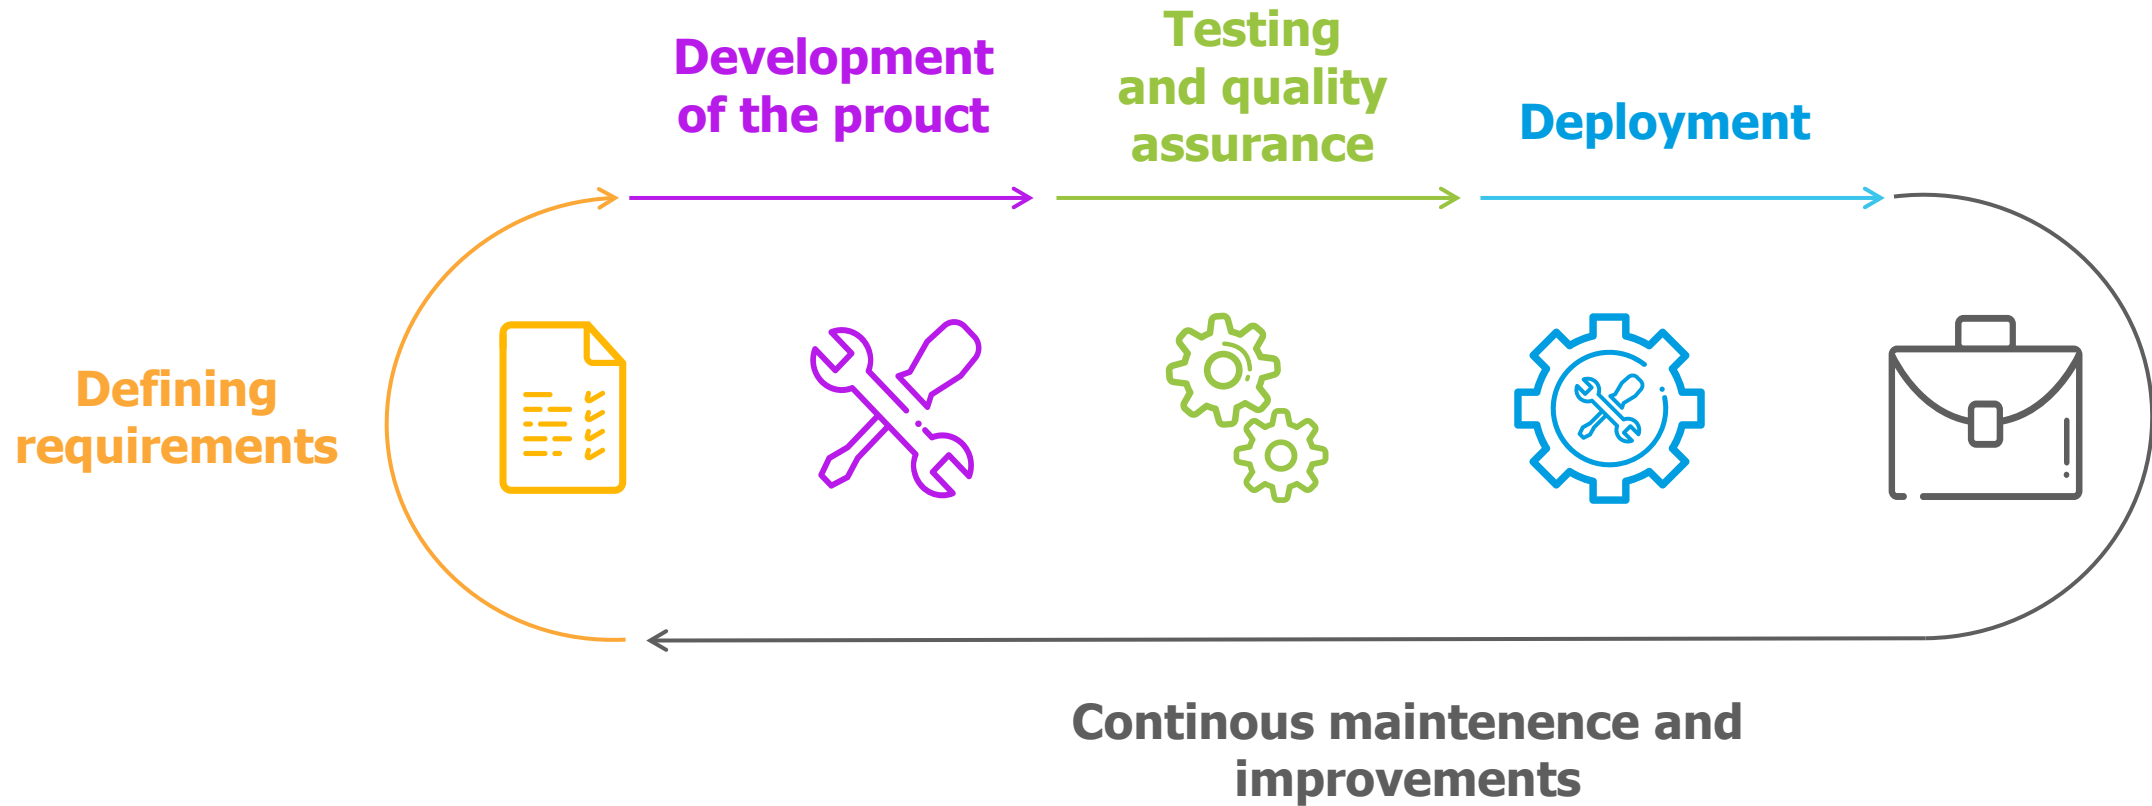 Defining
requirements
Development
of the prouct
Testing
and quality
assurance
Deployment
Continous maintenence and
improvements